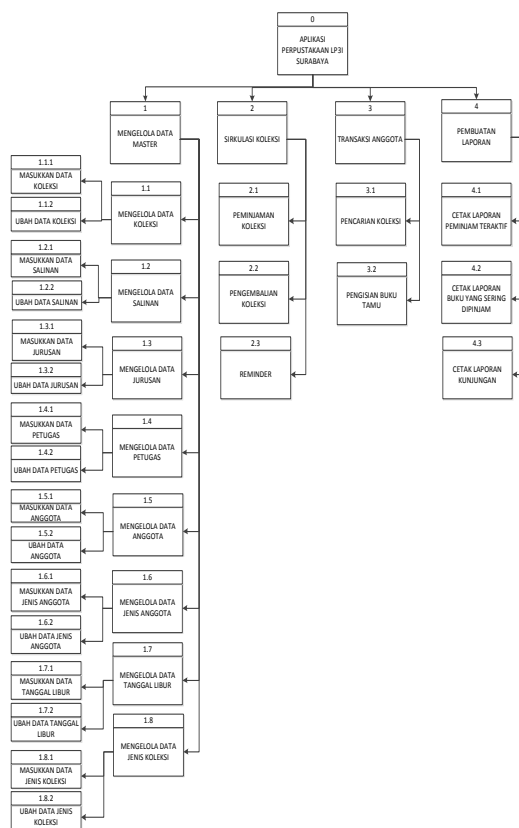 0
APLIKASI
PERPUSTAKAAN LP3I
SURABAYA
1
MENGELOLA DATA
MASTER
2
SIRKULASI KOLEKSI
3
TRANSAKSI ANGGOTA
4
PEMBUATAN
LAPORAN
1.1.1
MASUKKAN DATA
KOLEKSI
1.1.2
UBAH DATA KOLEKSI
1.1
MENGELOLA DATA
KOLEKSI
2.1
PEMINJAMAN
KOLEKSI
3.1
PENCARIAN KOLEKSI
4.1
CETAK LAPORAN
PEMINJAM TERAKTIF
1.2.1
MASUKKAN DATA
SALINAN
1.2.2
UBAH DATA SALINAN
1.2
MENGELOLA DATA
SALINAN
2.2
PENGEMBALIAN
KOLEKSI
3.2
PENGISIAN BUKU
TAMU
4.2
CETAK LAPORAN
BUKU YANG SERING
DIPINJAM
1.3.1
MASUKKAN DATA
JURUSAN
1.3.2
UBAH DATA JURUSAN
1.3
MENGELOLA DATA
JURUSAN
2.3
REMINDER
4.3
CETAK LAPORAN
KUNJUNGAN
1.4.1
MASUKKAN DATA
PETUGAS
1.4.2
UBAH DATA PETUGAS
1.4
MENGELOLA DATA
PETUGAS
1.5.1
MASUKKAN DATA
ANGGOTA
1.5.2
UBAH DATA
ANGGOTA
1.5
MENGELOLA DATA
ANGGOTA
1.6.1
MASUKKAN DATA
JENIS ANGGOTA
1.6.2
UBAH DATA JENIS
ANGGOTA
1.6
MENGELOLA DATA
JENIS ANGGOTA
1.7.1
MASUKKAN DATA
TANGGAL LIBUR
1.7.2
UBAH DATA TANGGAL
LIBUR
1.7
MENGELOLA DATA
TANGGAL LIBUR
1.8.1
MASUKKAN DATA
JENIS KOLEKSI
1.8.2
UBAH DATA JENIS
KOLEKSI
1.8
MENGELOLA DATA
JENIS KOLEKSI